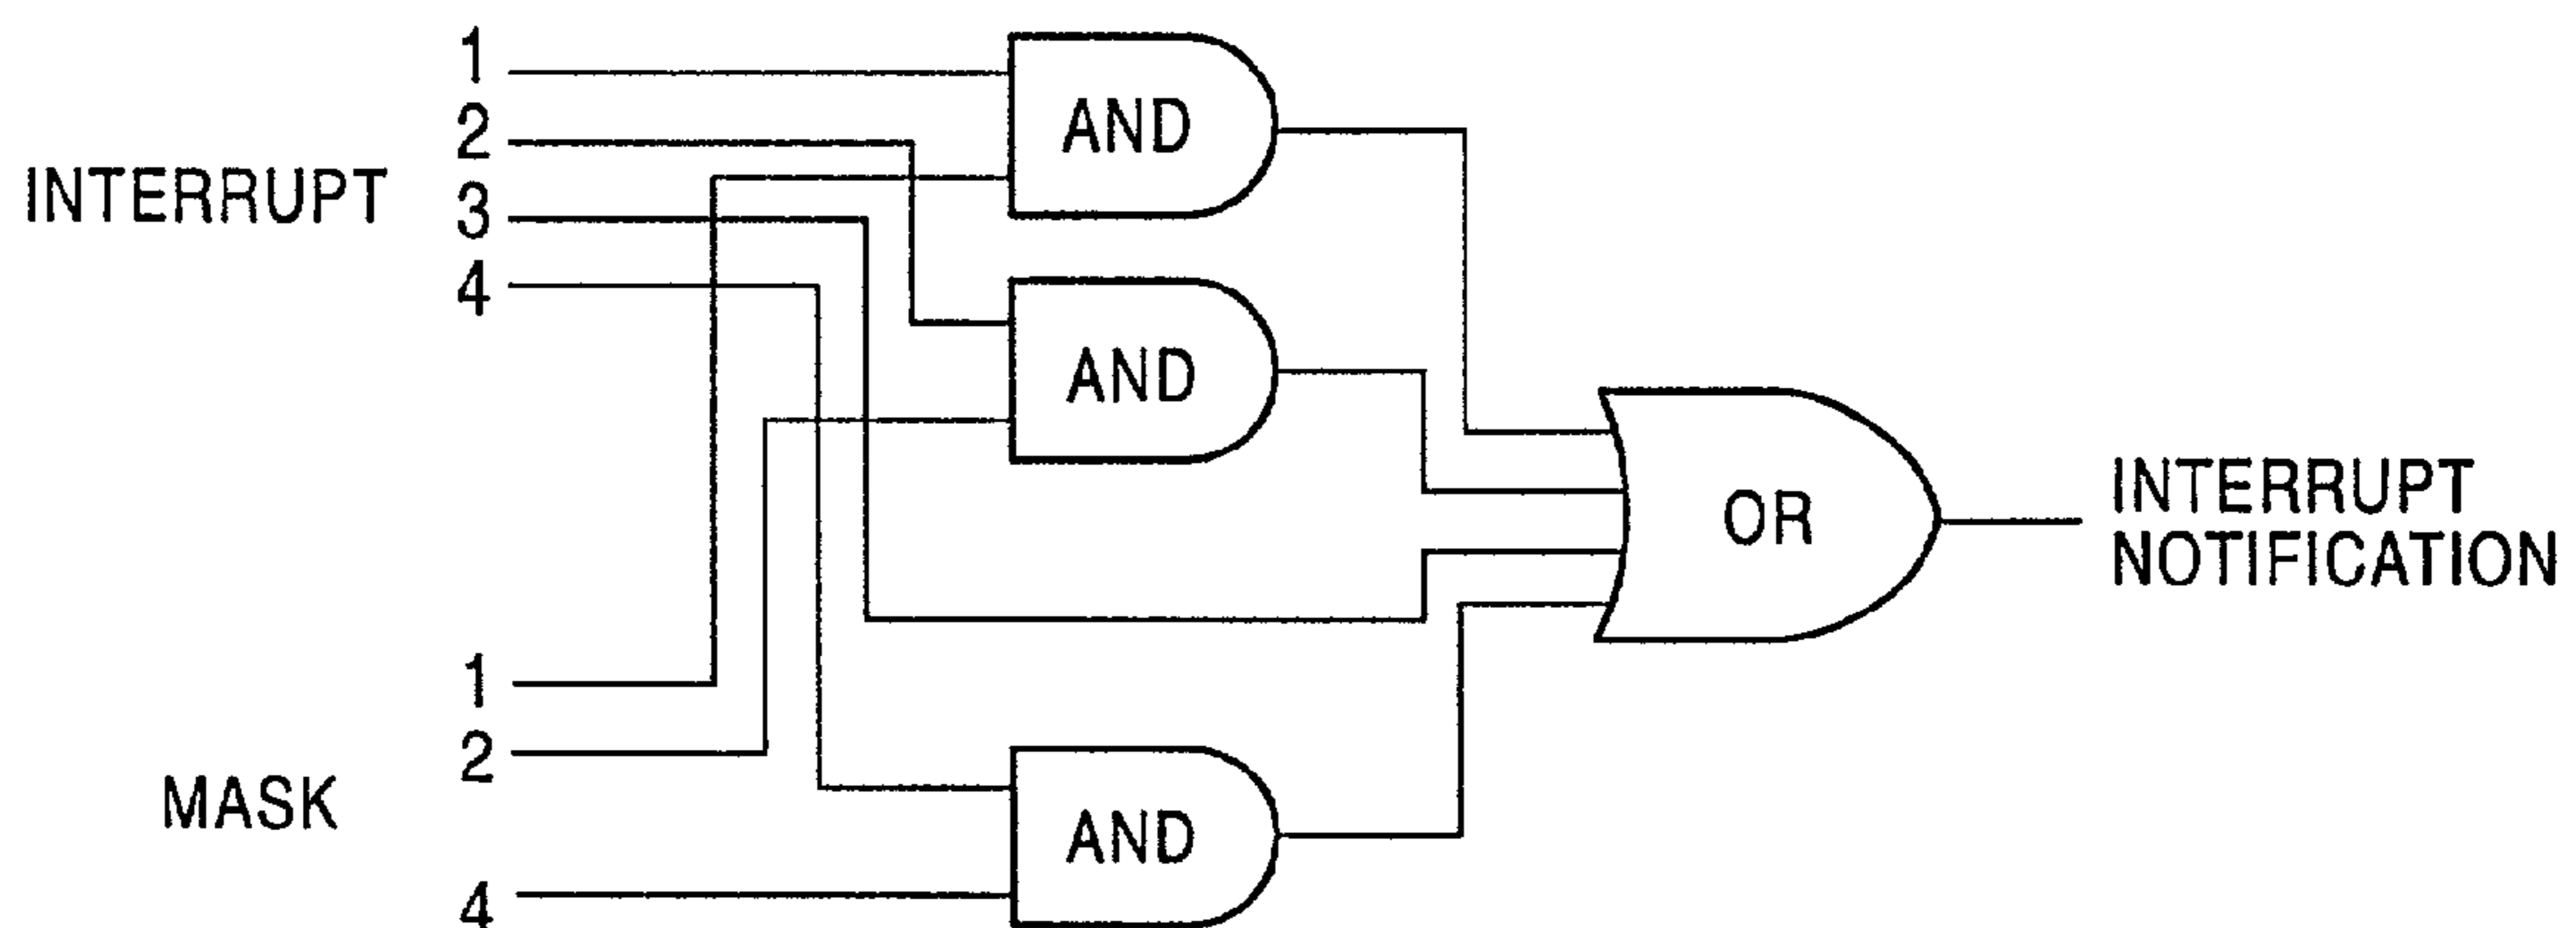 INTERRUPT
1
2
3
4
MASK
1
2
4
AND
AND
AND
OR
INTERRUPT
NOTIFICATION